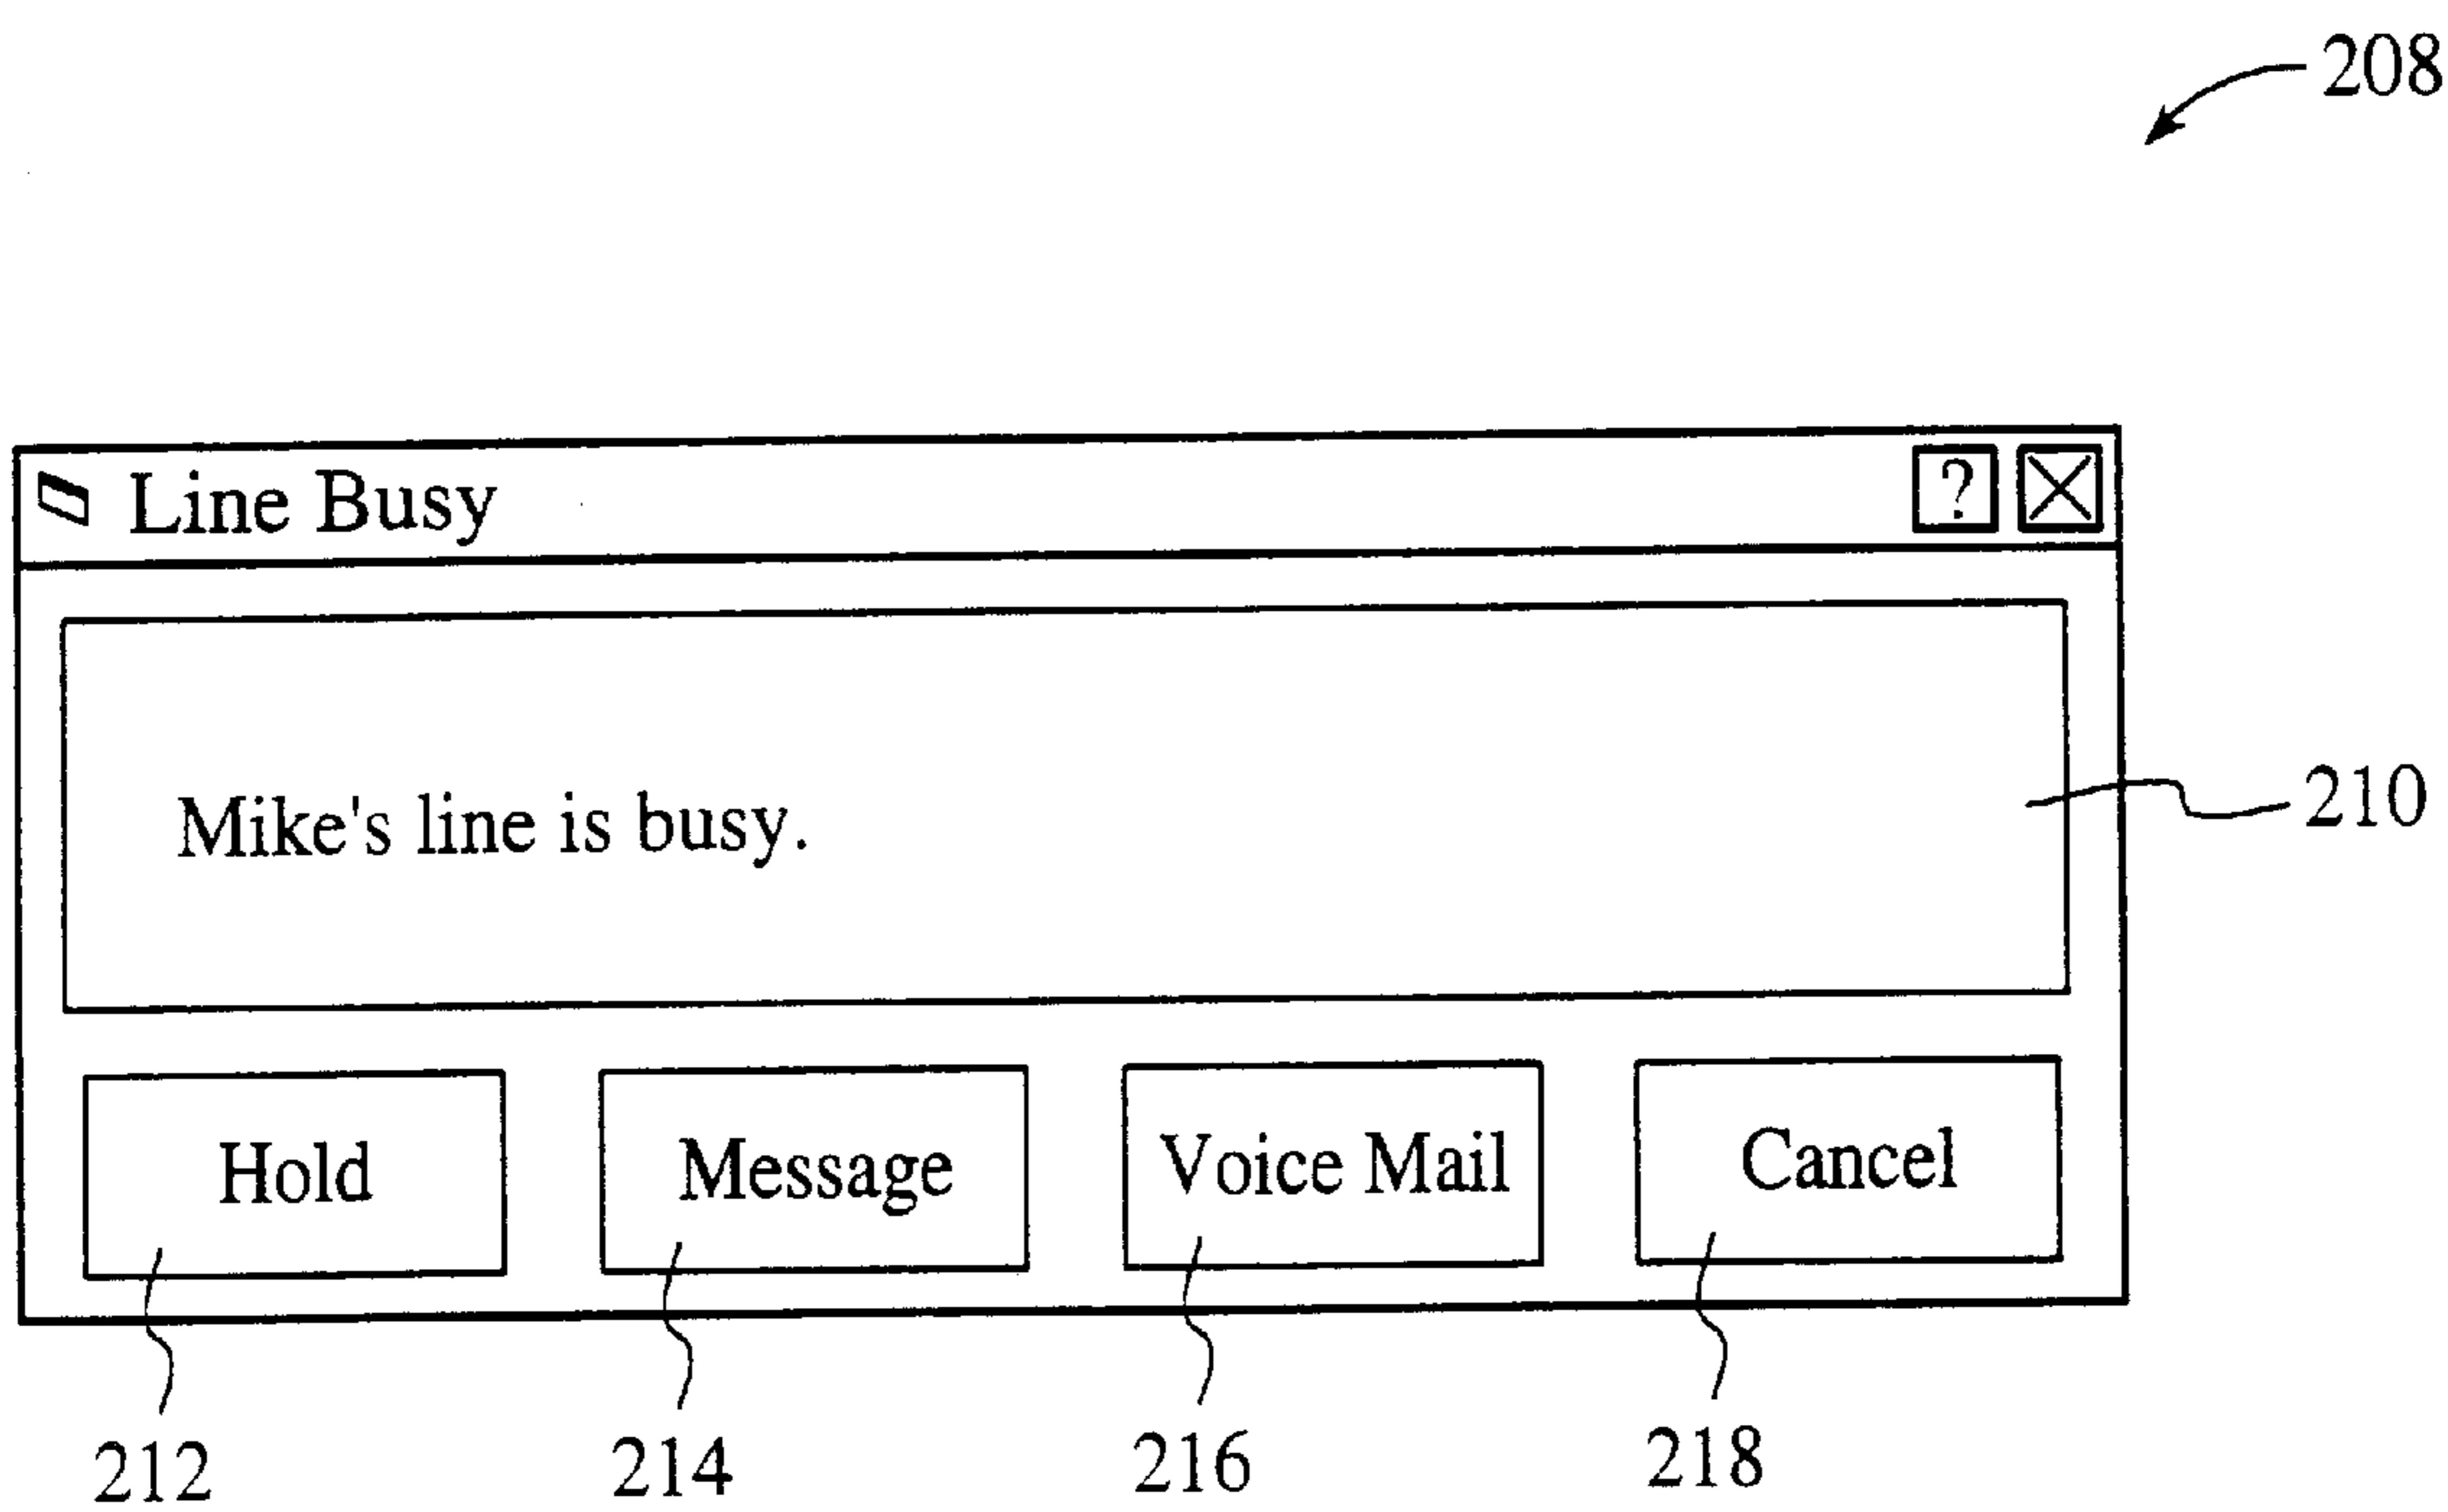 208
Line Busy ? X
Mike's line is busy.
210
Hold Message Voice Mail Cancel
212 214 216 218